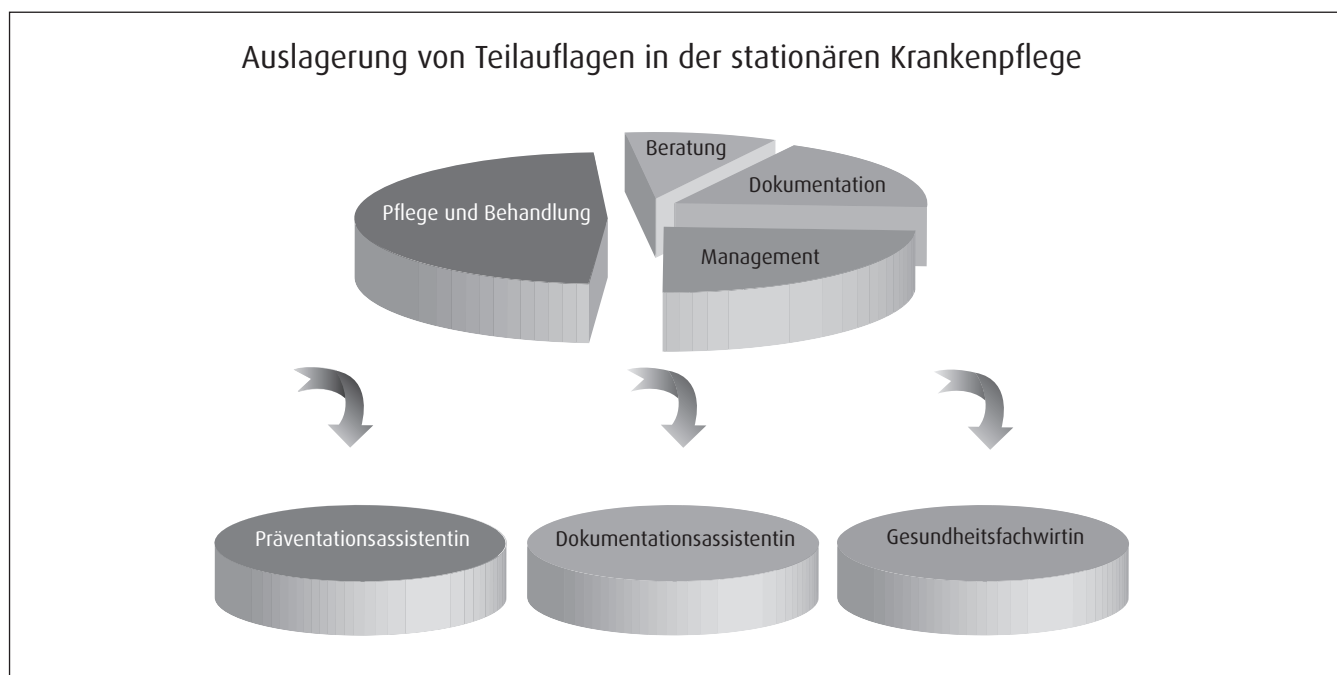 Auslagerung von Teilauflagen in der stationären Krankenpflege
Beratung
Dokumentation
Pflege und Behandlung
Management
Präventationsassistentin
Dokumentationsassistentin
Gesundheitsfachwirtin